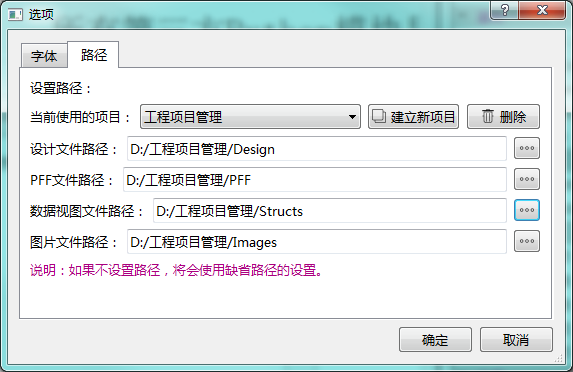 选项
字体 路径
设置路径：
当前使用的项目： 工程项目管理 建立新项目 删除
设计文件路径： D:/工程项目管理/Design
PFF文件路径： D:/工程项目管理/PFF
数据视图文件路径： D:/工程项目管理/Structs
图片文件路径： D:/工程项目管理/Images
说明：如果不设置路径，将会使用缺省路径的设置。
确定 取消